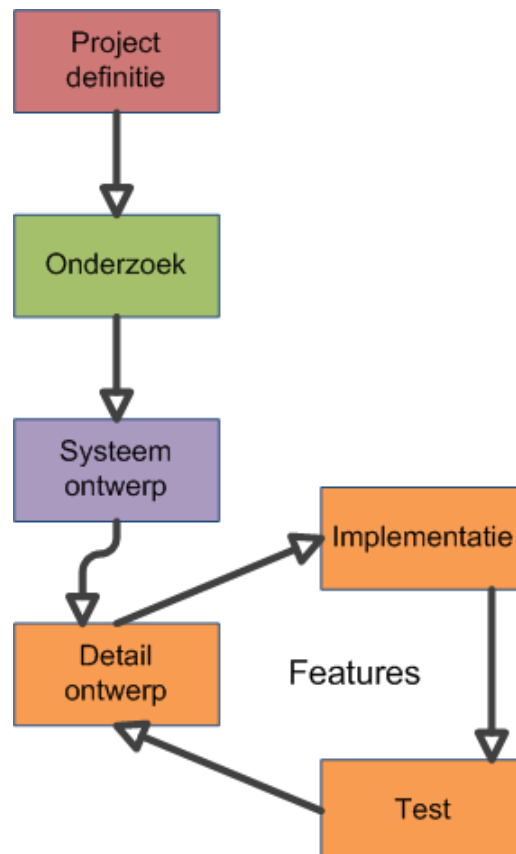 Project
definitie
Onderzoek
Systeem
ontwerp
Implementatie
Detail
ontwerp
Features
Test